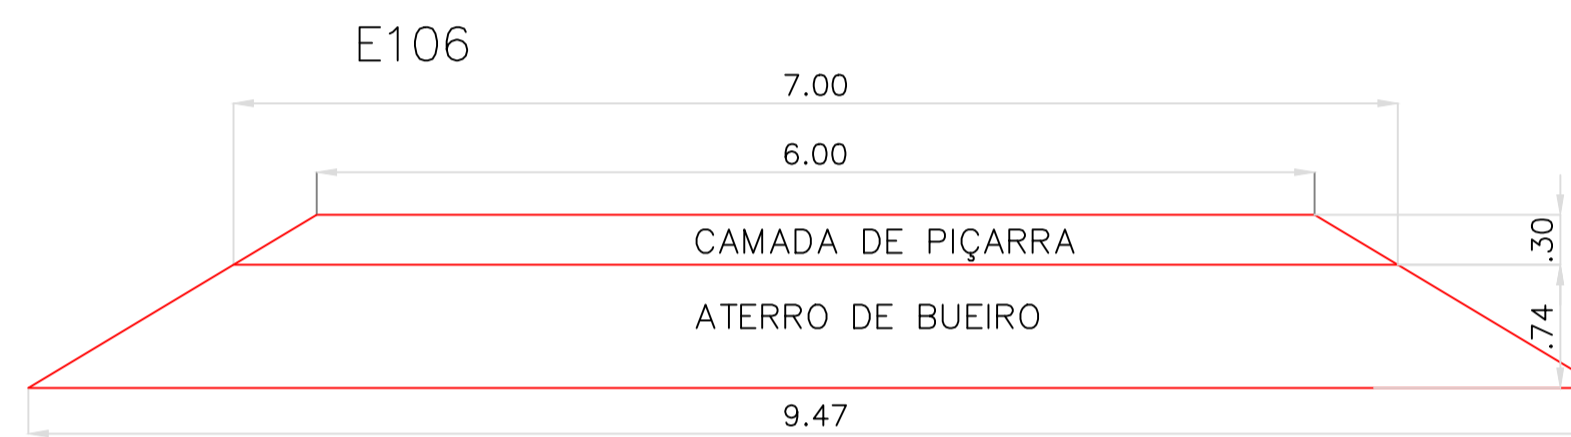 E106
7.00
6.00
CAMADA DE PIÇARRA
.30
ATERRO DE BUEIRO
.74
9.47